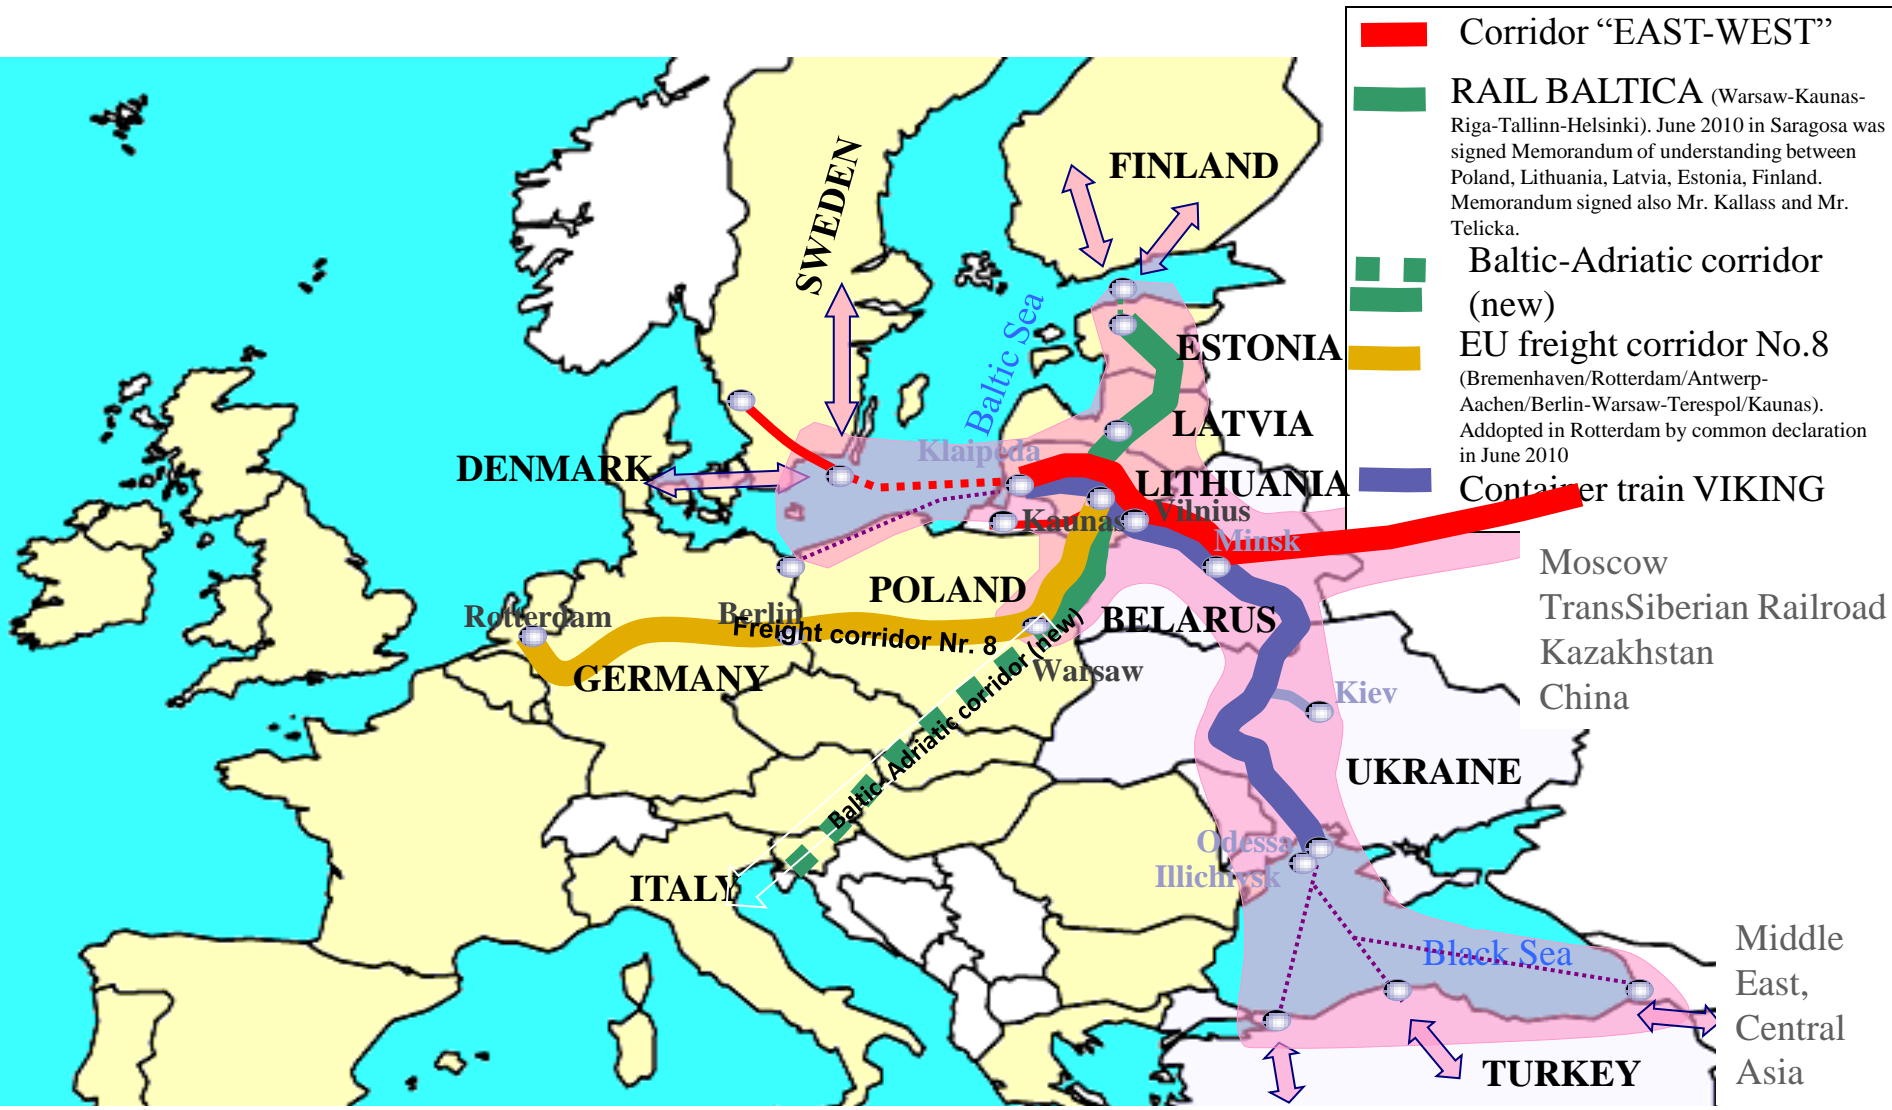 Corridor “EAST-WEST”
RAIL BALTICA (Warsaw-Kaunas-
Riga-Tallinn-Helsinki). June 2010 in Saragosa was
signed Memorandum of understanding between
Poland, Lithuania, Latvia, Estonia, Finland.
Memorandum signed also Mr. Kallass and Mr.
Telicka.
Baltic-Adriatic corridor
(new)
EU freight corridor No.8
(Bremenhaven/Rotterdam/Antwerp-
Aachen/Berlin-Warsaw-Terespol/Kaunas).
Addopted in Rotterdam by common declaration
in June 2010
Container train VIKING
FINLAND
SWEDEN
Baltic Sea
ESTONIA
LATVIA
Klaipėda
DENMARK
LITHUANIA
Vilnius
Kaunas
Minsk
Moscow
TransSiberian Railroad
Kazakhstan
China
POLAND
BELARUS
Rotterdam
Berlin
Freight corridor Nr. 8
GERMANY
Warsaw
Baltic- Adriatic corridor (new)
Kiev
UKRAINE
Odessa
Illichivsk
ITALY
Black Sea
Middle
East,
Central
Asia
TURKEY